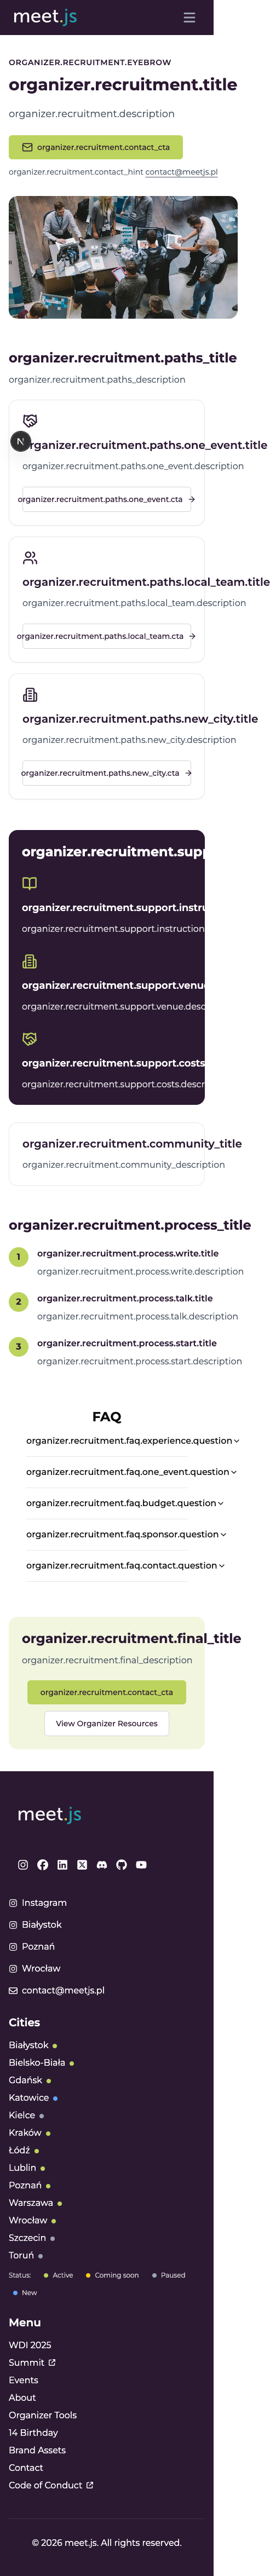 meet.js
ORGANIZER.RECRUITMENT.EYEBROW
organizer.recruitment.title
organizer.recruitment.description
organizer.recruitment.contact_cta
organizer.recruitment.contact_hint contact@meetjs.pl
organizer.recruitment.paths_title
organizer.recruitment.paths_description
N
organizer.recruitment.paths.one_event.title
organizer.recruitment.paths.one_event.description
organizer.recruitment.paths.one_event.cta
organizer.recruitment.paths.local_team.title
organizer.recruitment.paths.local_team.description
organizer.recruitment.paths.local_team.cta
organizer.recruitment.paths.new_city.title
organizer.recruitment.paths.new_city.description
organizer.recruitment.paths.new_city.cta
organizer.recruitment.supp
organizer.recruitment.support.instru
organizer.recruitment.support.instruction
organizer.recruitment.support.venue
organizer.recruitment.support.venue.desc
organizer.recruitment.support.costs
organizer.recruitment.support.costs.descr
organizer.recruitment.community_title
organizer.recruitment.community_description
organizer.recruitment.process_title
1
organizer.recruitment.process.write.title
organizer.recruitment.process.write.description
2
organizer.recruitment.process.talk.title
organizer.recruitment.process.talk.description
3
organizer.recruitment.process.start.title
organizer.recruitment.process.start.description
FAQ
organizer.recruitment.faq.experience.question
organizer.recruitment.faq.one_event.question
organizer.recruitment.faq.budget.question
organizer.recruitment.faq.sponsor.question
organizer.recruitment.faq.contact.question
organizer.recruitment.final_title
organizer.recruitment.final_description
organizer.recruitment.contact_cta
View Organizer Resources
meet.js
Instagram
Białystok
Poznań
Wrocław
contact@meetjs.pl
Cities
Białystok
Bielsko-Biała
Gdańsk
Katowice
Kielce
Kraków
Łódź
Lublin
Poznań
Warszawa
Wrocław
Szczecin
Toruń
Status: Active Coming soon Paused
New
Menu
WDI 2025
Summit
Events
About
Organizer Tools
14 Birthday
Brand Assets
Contact
Code of Conduct
© 2026 meet.js. All rights reserved.